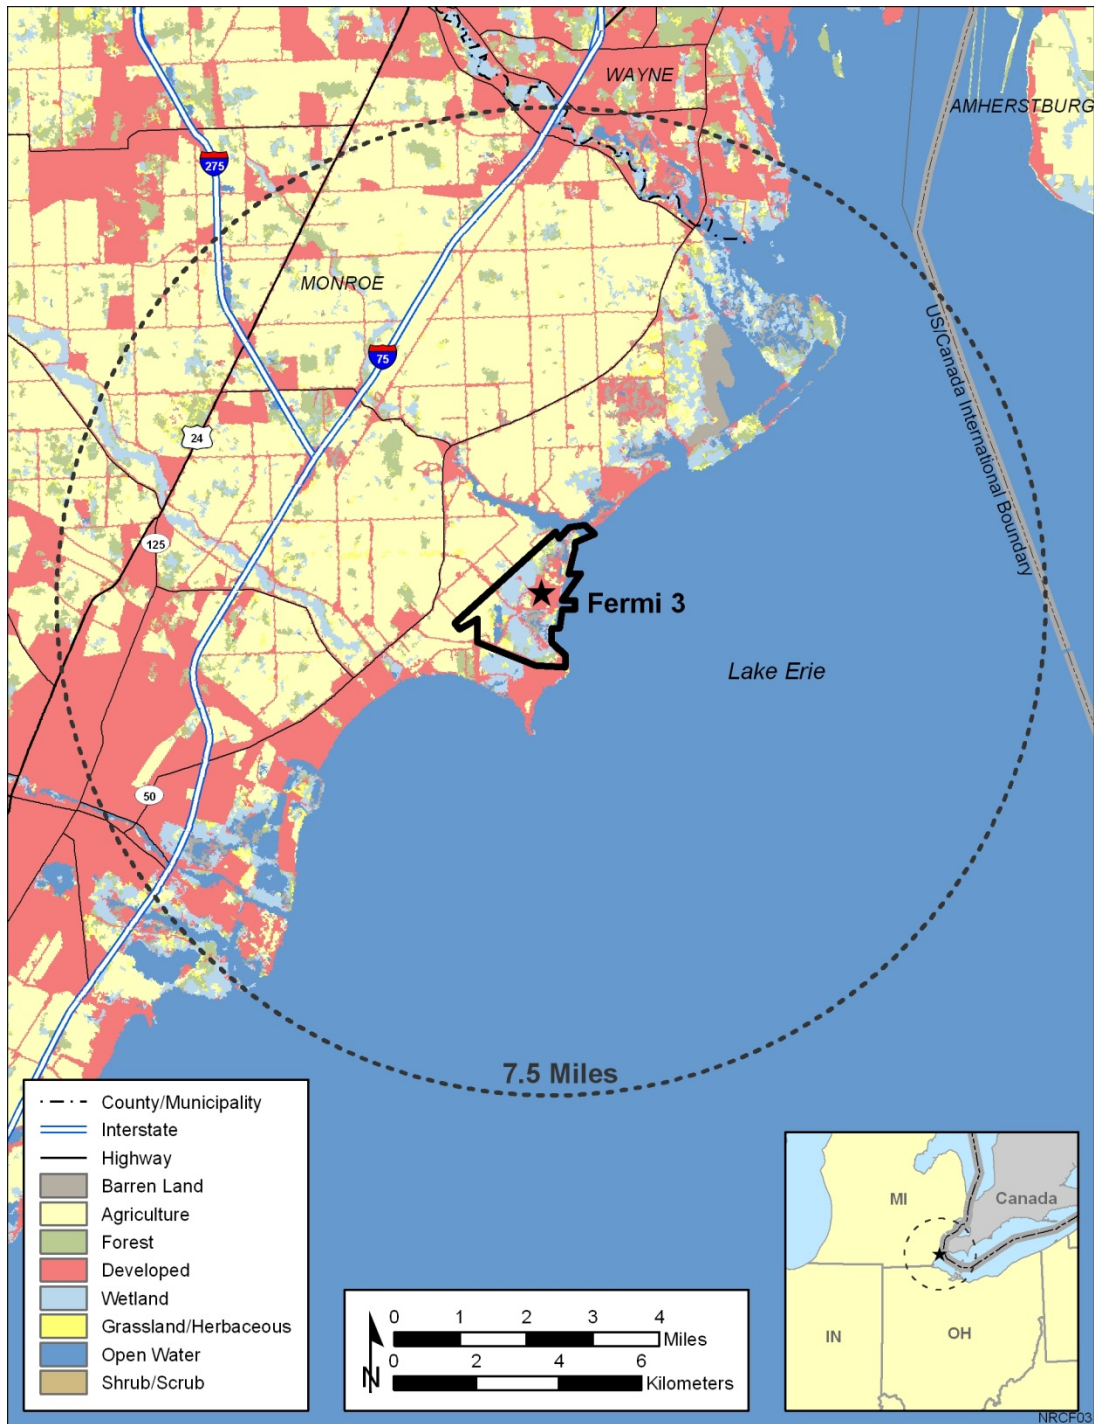 WAYNE
AMHERSTBURG
275
MONROE
75
US/Canada International Boundary
24
125
Fermi 3
Lake Erie
50
7.5 Miles
County/Municipality
Interstate
Highway
Barren Land
Agriculture
Forest
Developed
Wetland
Grassland/Herbaceous
Open Water
Shrub/Scrub
0 1 2 3 4
Miles
0 2 4 6
Kilometers
N
MI
Canada
IN
OH
NRCF03